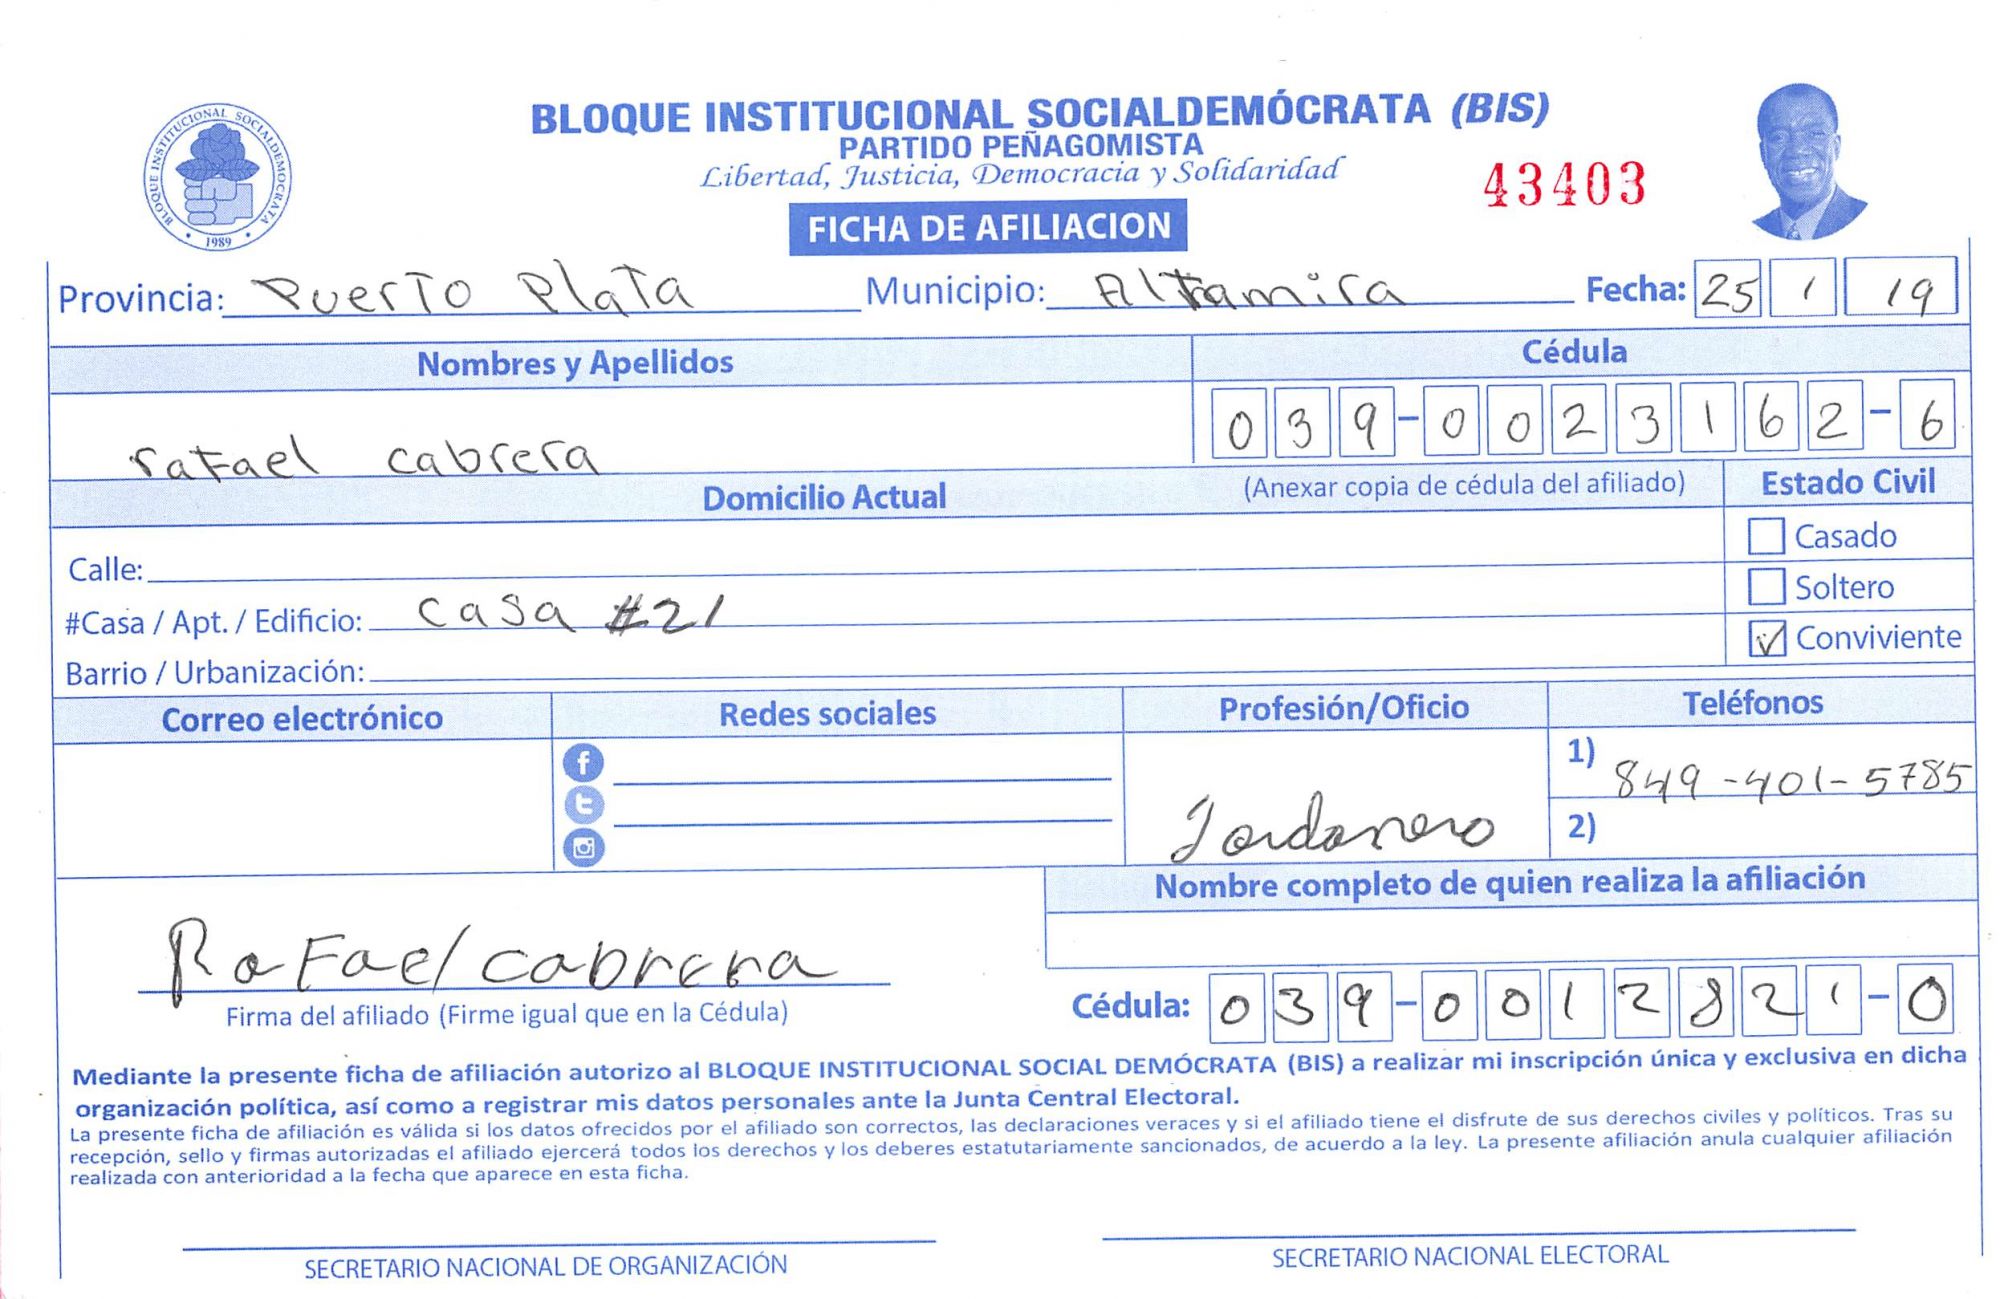 BLOQUE INSTITUCIONAL SOCIALDEMÓCRATA (BIS)
PARTIDO PEÑAGOMISTA
Libertad, Justicia, Democracia y Solidaridad
43403
BLOQUE INSTITUCIONAL SOCIALDEMOCRATA
1989
FICHA DE AFILIACION
Provincia: Puerto Plata Municipio: Altamira Fecha: 25 1 19
Nombres y Apellidos Cédula
rafael cabrera 039-0023162-6
Domicilio Actual (Anexar copia de cédula del afiliado) Estado Civil
Calle: Casado
#Casa / Apt. / Edificio: casa #21 Soltero
Barrio / Urbanización: Conviviente
Correo electrónico Redes sociales Profesión/Oficio Teléfonos
1) 849-401-5785
Jordanero 2)
Nombre completo de quien realiza la afiliación
Rafael cabrera
Firma del afiliado (Firme igual que en la Cédula) Cédula: 039-0012821-0
Mediante la presente ficha de afiliación autorizo al BLOQUE INSTITUCIONAL SOCIAL DEMÓCRATA (BIS) a realizar mi inscripción única y exclusiva en dicha
organización política, así como a registrar mis datos personales ante la Junta Central Electoral.
La presente ficha de afiliación es válida si los datos ofrecidos por el afiliado son correctos, las declaraciones veraces y si el afiliado tiene el disfrute de sus derechos civiles y políticos. Tras su
recepción, sello y firmas autorizadas el afiliado ejercerá todos los derechos y los deberes estatutariamente sancionados, de acuerdo a la ley. La presente afiliación anula cualquier afiliación
realizada con anterioridad a la fecha que aparece en esta ficha.
SECRETARIO NACIONAL DE ORGANIZACIÓN SECRETARIO NACIONAL ELECTORAL